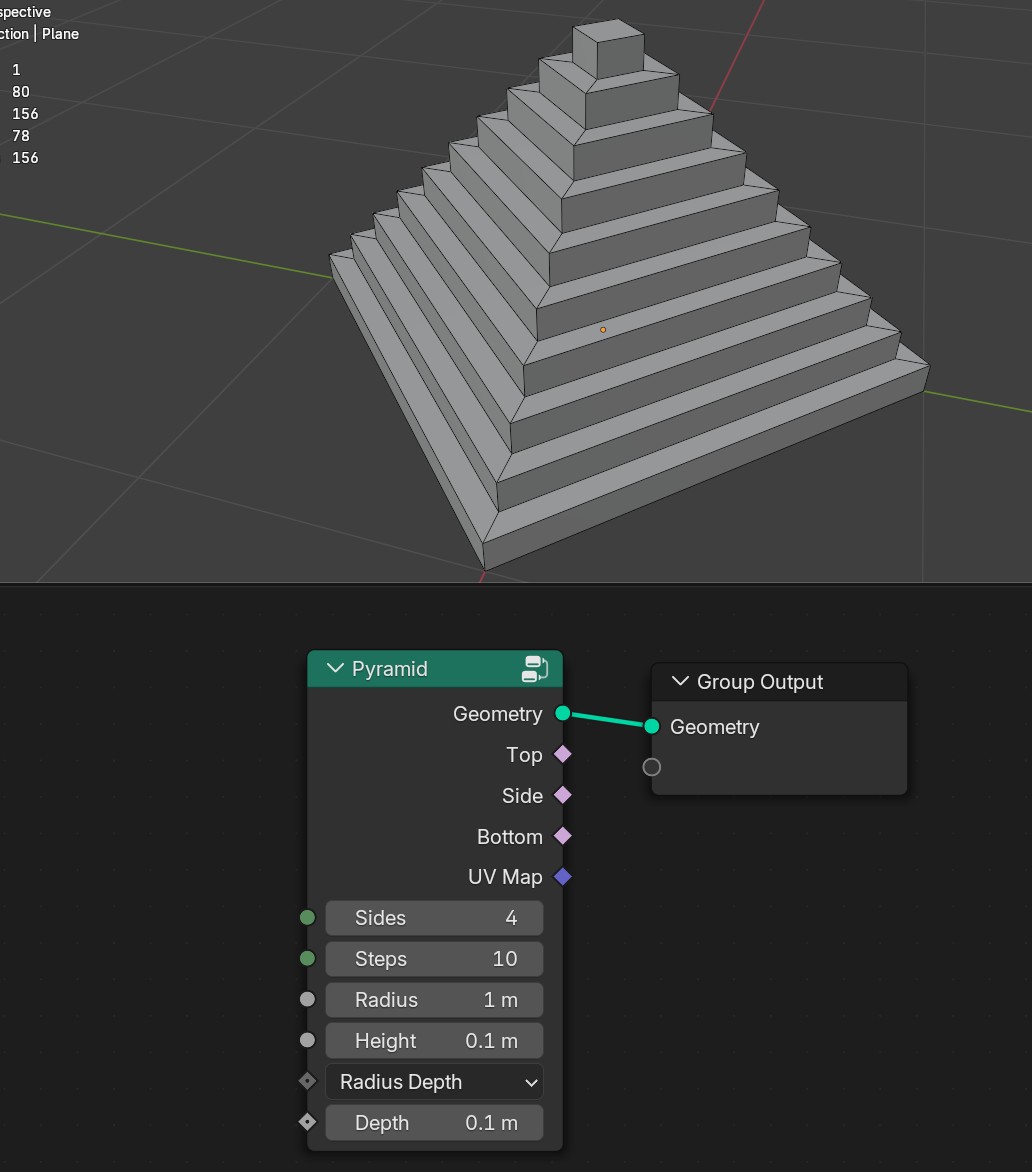 spective
ction | Plane
1
80
156
78
156
Pyramid
Group Output
Geometry
Geometry
Top
Side
Bottom
UV Map
Sides 4
Steps 10
Radius 1 m
Height 0.1 m
Radius Depth
Depth 0.1 m